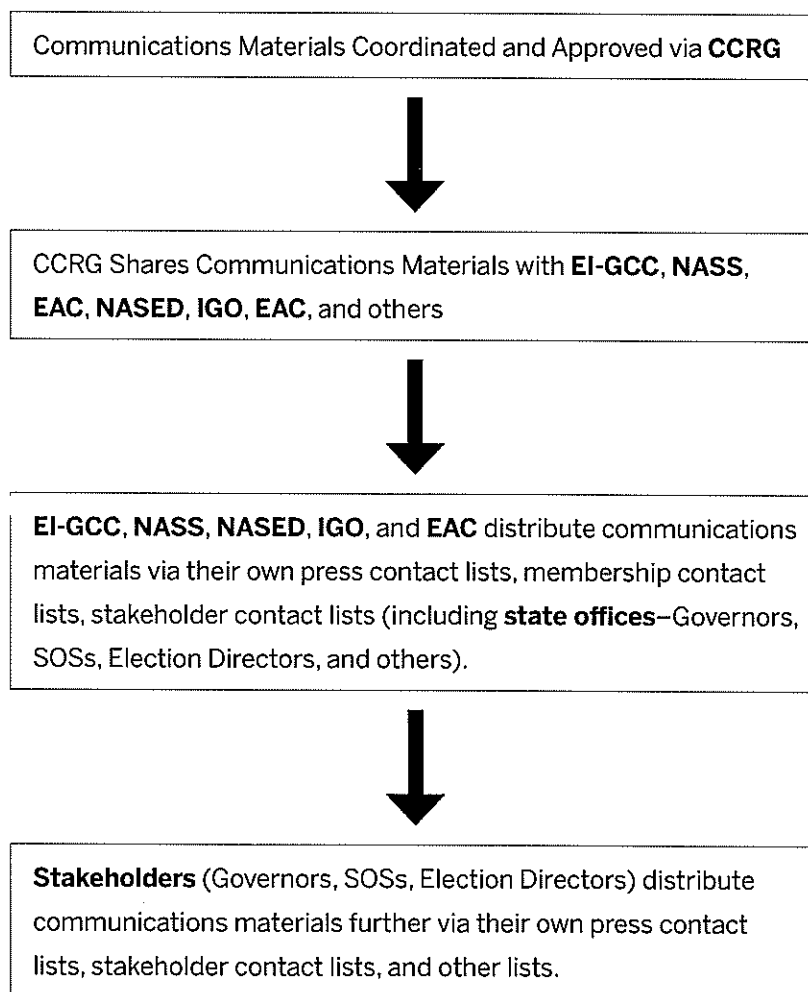 Communications Materials Coordinated and Approved via CCRG
CCRG Shares Communications Materials with EI-GCC, NASS,
EAC, NASED, IGO, EAC, and others
EI-GCC, NASS, NASED, IGO, and EAC distribute communications
materials via their own press contact lists, membership contact
lists, stakeholder contact lists (including state offices–Governors,
SOSs, Election Directors, and others).
Stakeholders (Governors, SOSs, Election Directors) distribute
communications materials further via their own press contact
lists, stakeholder contact lists, and other lists.